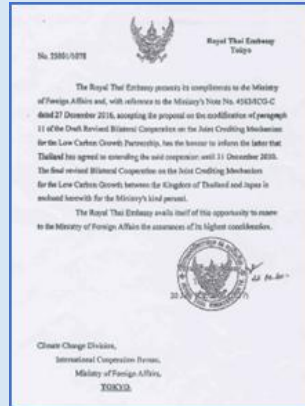 Royal Thai Embassy
Tokyo
No. 25001/1078
The Royal Thai Embassy presents its compliments to the Ministry
of Foreign Affairs and, with reference to the Ministry's Note No. 4563/ICG-C
dated 27 December 2016, accepting the proposal on the modification of paragraph
11 of the Draft Revised Bilateral Cooperation on the Joint Crediting Mechanism
for the Low Carbon Growth Partnership, has the honour to inform the latter that
Thailand has agreed to extending the said cooperation until 31 December 2030.
The final revised Bilateral Cooperation on the Joint Crediting Mechanism
for the Low Carbon Growth between the Kingdom of Thailand and Japan is
enclosed herewith for the Ministry's kind perusal.
The Royal Thai Embassy avails itself of this opportunity to renew
to the Ministry of Foreign Affairs the assurances of its highest consideration.
Climate Change Division,
International Cooperation Bureau,
Ministry of Foreign Affairs,
TOKYO.